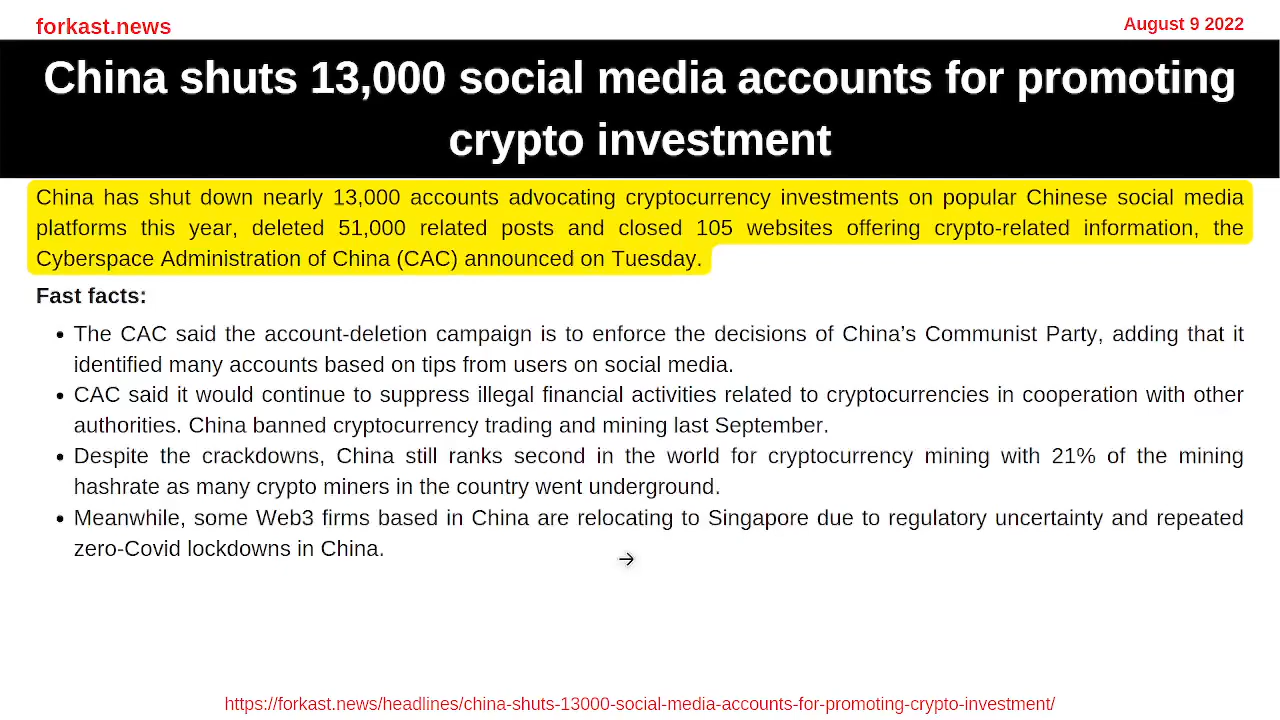 forkast.news
August 9 2022
China shuts 13,000 social media accounts for promoting
crypto investment
China has shut down nearly 13,000 accounts advocating cryptocurrency investments on popular Chinese social media
platforms this year, deleted 51,000 related posts and closed 105 websites offering crypto-related information, the
Cyberspace Administration of China (CAC) announced on Tuesday.
Fast facts:
• The CAC said the account-deletion campaign is to enforce the decisions of China’s Communist Party, adding that it
identified many accounts based on tips from users on social media.
• CAC said it would continue to suppress illegal financial activities related to cryptocurrencies in cooperation with other
authorities. China banned cryptocurrency trading and mining last September.
• Despite the crackdowns, China still ranks second in the world for cryptocurrency mining with 21% of the mining
hashrate as many crypto miners in the country went underground.
• Meanwhile, some Web3 firms based in China are relocating to Singapore due to regulatory uncertainty and repeated
zero-Covid lockdowns in China.
https://forkast.news/headlines/china-shuts-13000-social-media-accounts-for-promoting-crypto-investment/